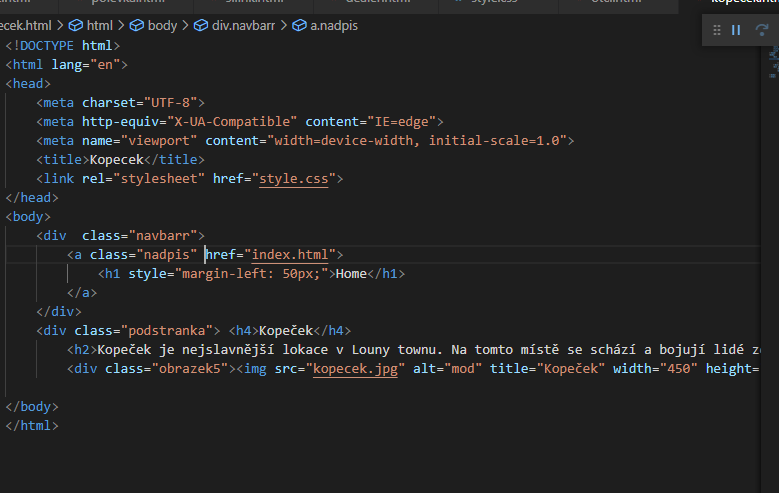 style.css
ecek.html > html > body > div.navbarr > a.nadpis
<!DOCTYPE html>
<html lang="en">
<head>
<meta charset="UTF-8">
<meta http-equiv="X-UA-Compatible" content="IE=edge">
<meta name="viewport" content="width=device-width, initial-scale=1.0">
<title>Kopecek</title>
<link rel="stylesheet" href="style.css">
</head>
<body>
<div  class="navbarr">
<a class="nadpis" href="index.html">
<h1 style="margin-left: 50px;">Home</h1>
</a>
</div>
<div class="podstranka"> <h4>Kopeček</h4>
<h2>Kopeček je nejslavnější lokace v Louny townu. Na tomto místě se schází a bojují lidé
<div class="obrazek5"><img src="kopecek.jpg" alt="mod" title="Kopeček" width="450" height=
</body>
</html>